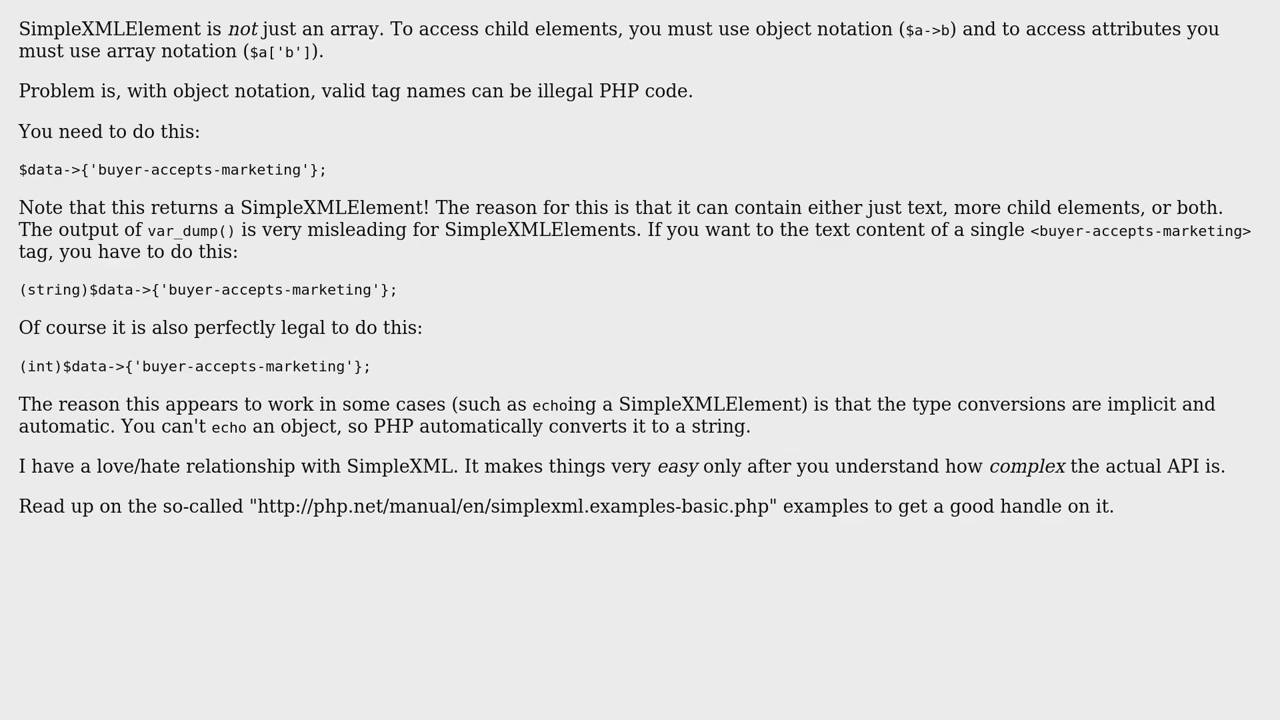 SimpleXMLElement is not just an array. To access child elements, you must use object notation ($a->b) and to access attributes you
must use array notation ($a['b']).
Problem is, with object notation, valid tag names can be illegal PHP code.
You need to do this:
$data->{'buyer-accepts-marketing'};
Note that this returns a SimpleXMLElement! The reason for this is that it can contain either just text, more child elements, or both.
The output of var_dump() is very misleading for SimpleXMLElements. If you want to the text content of a single <buyer-accepts-marketing>
tag, you have to do this:
(string)$data->{'buyer-accepts-marketing'};
Of course it is also perfectly legal to do this:
(int)$data->{'buyer-accepts-marketing'};
The reason this appears to work in some cases (such as echoing a SimpleXMLElement) is that the type conversions are implicit and
automatic. You can't echo an object, so PHP automatically converts it to a string.
I have a love/hate relationship with SimpleXML. It makes things very easy only after you understand how complex the actual API is.
Read up on the so-called "http://php.net/manual/en/simplexml.examples-basic.php" examples to get a good handle on it.